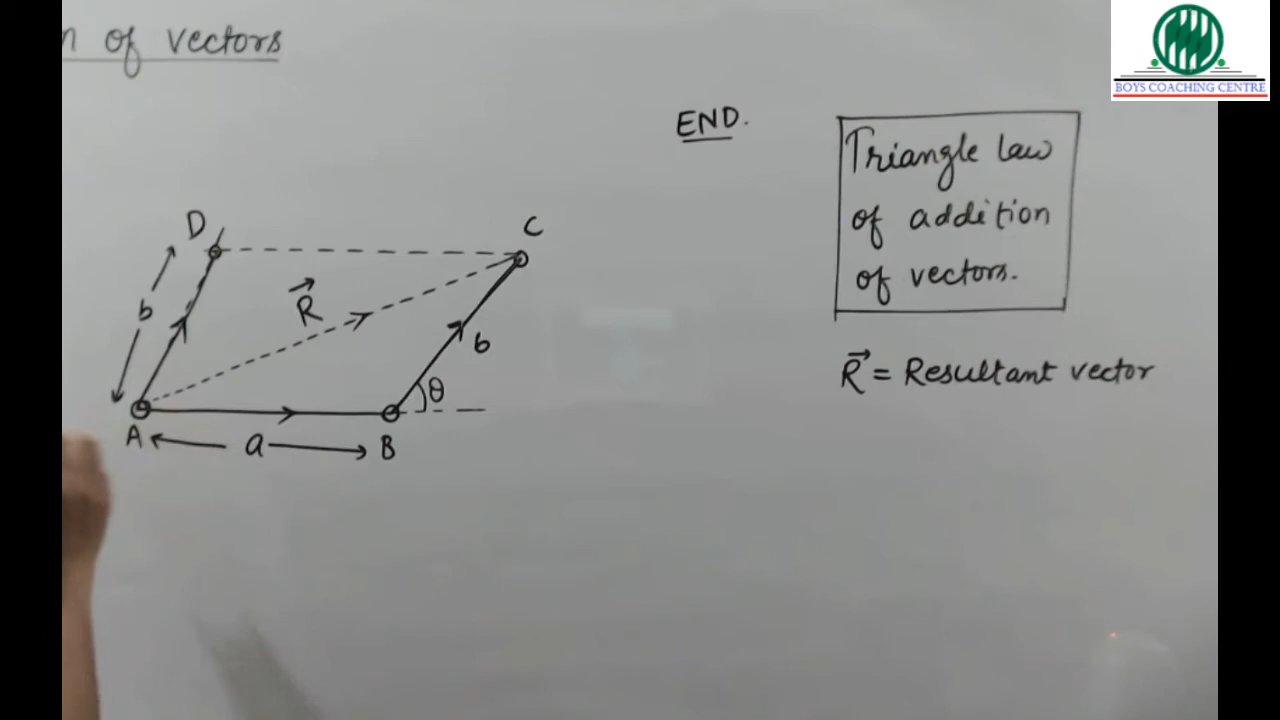 n of vectors
BOYS COACHING CENTRE
END.
Triangle law
of addition
of vectors.
D
C
R
b
b
θ
A
a
B
R = Resultant vector